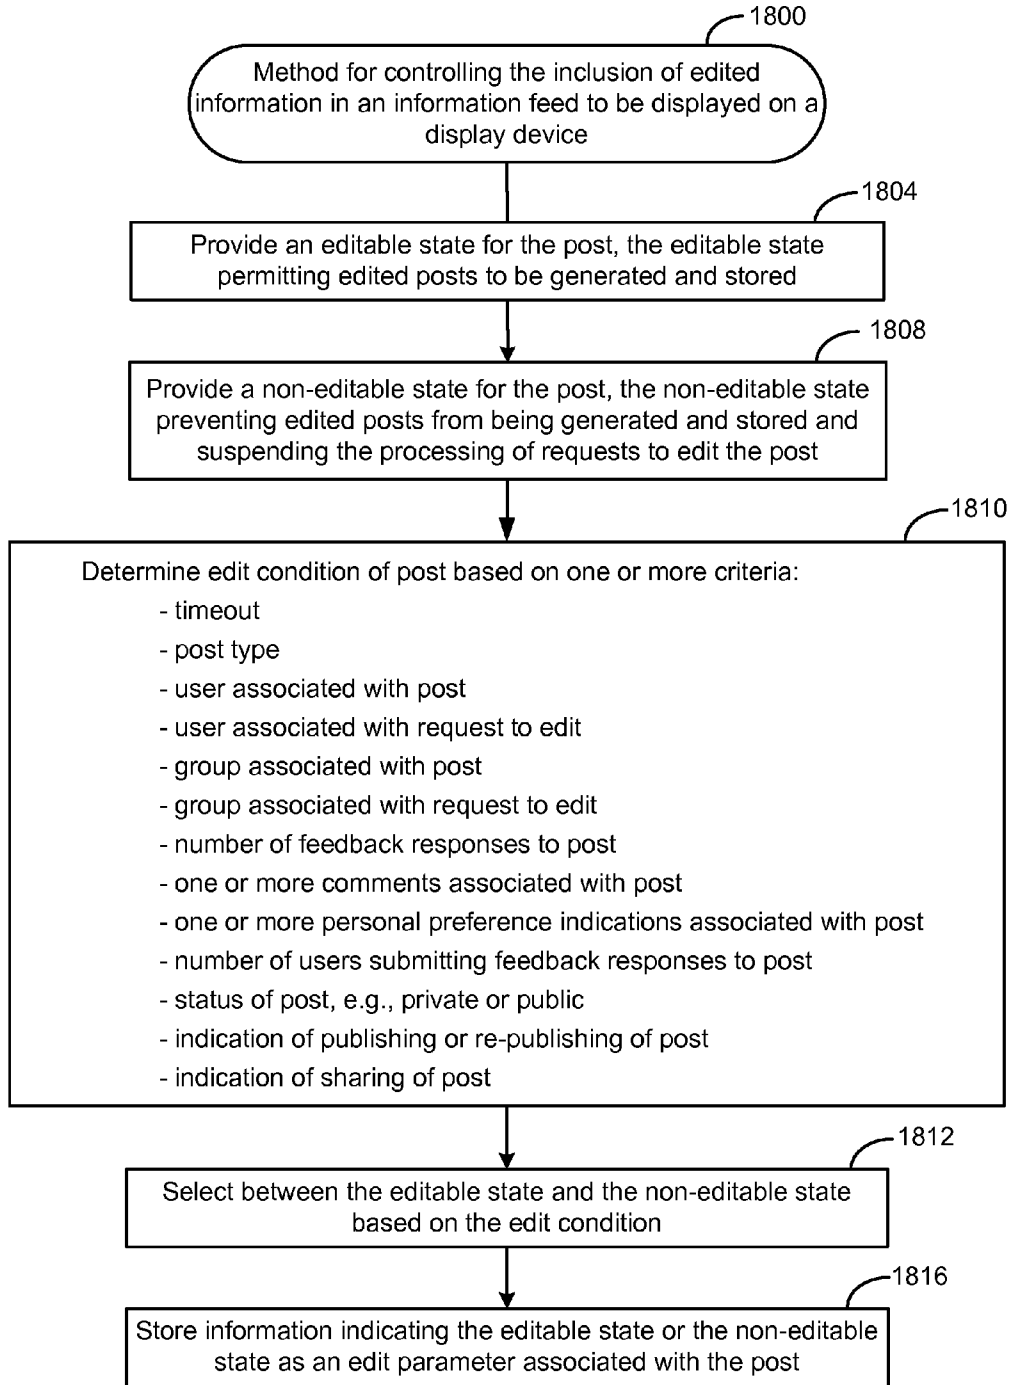 1800
Method for controlling the inclusion of edited
information in an information feed to be displayed on a
display device
1804
Provide an editable state for the post, the editable state
permitting edited posts to be generated and stored
1808
Provide a non-editable state for the post, the non-editable state
preventing edited posts from being generated and stored and
suspending the processing of requests to edit the post
1810
Determine edit condition of post based on one or more criteria:
- timeout
- post type
- user associated with post
- user associated with request to edit
- group associated with post
- group associated with request to edit
- number of feedback responses to post
- one or more comments associated with post
- one or more personal preference indications associated with post
- number of users submitting feedback responses to post
- status of post, e.g., private or public
- indication of publishing or re-publishing of post
- indication of sharing of post
1812
Select between the editable state and the non-editable state
based on the edit condition
1816
Store information indicating the editable state or the non-editable
state as an edit parameter associated with the post